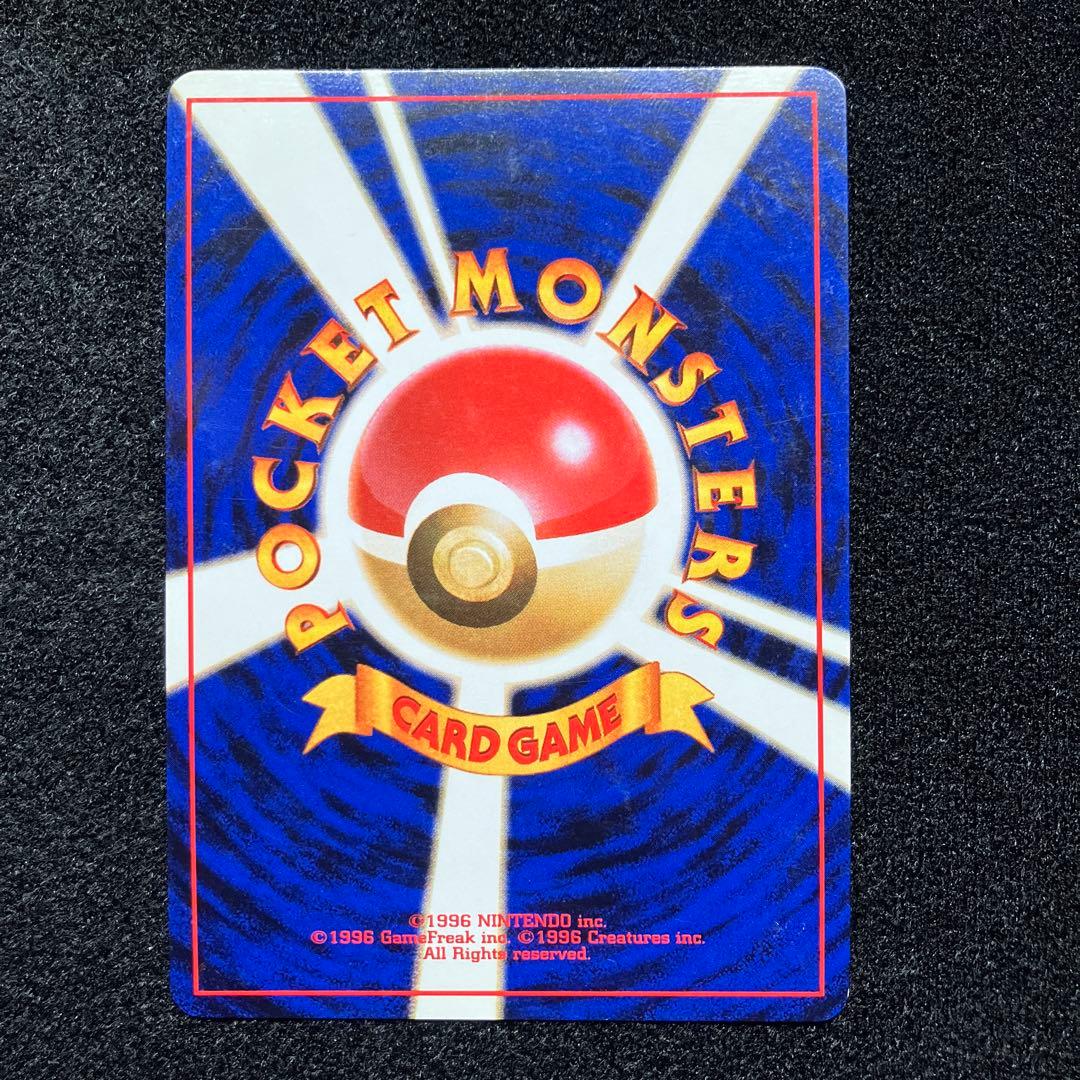 POCKET MONSTERS
CARD GAME
©1996 NINTENDO inc.
©1996 GameFreak inc. ©1996 Creatures inc.
All Rights reserved.